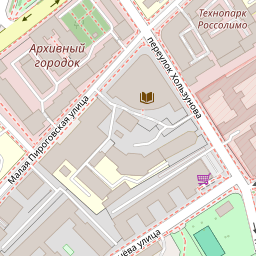 Технопарк
Россолимо
Архивный
городок
переулок Хользунова
Малая Пироговская улица
улица